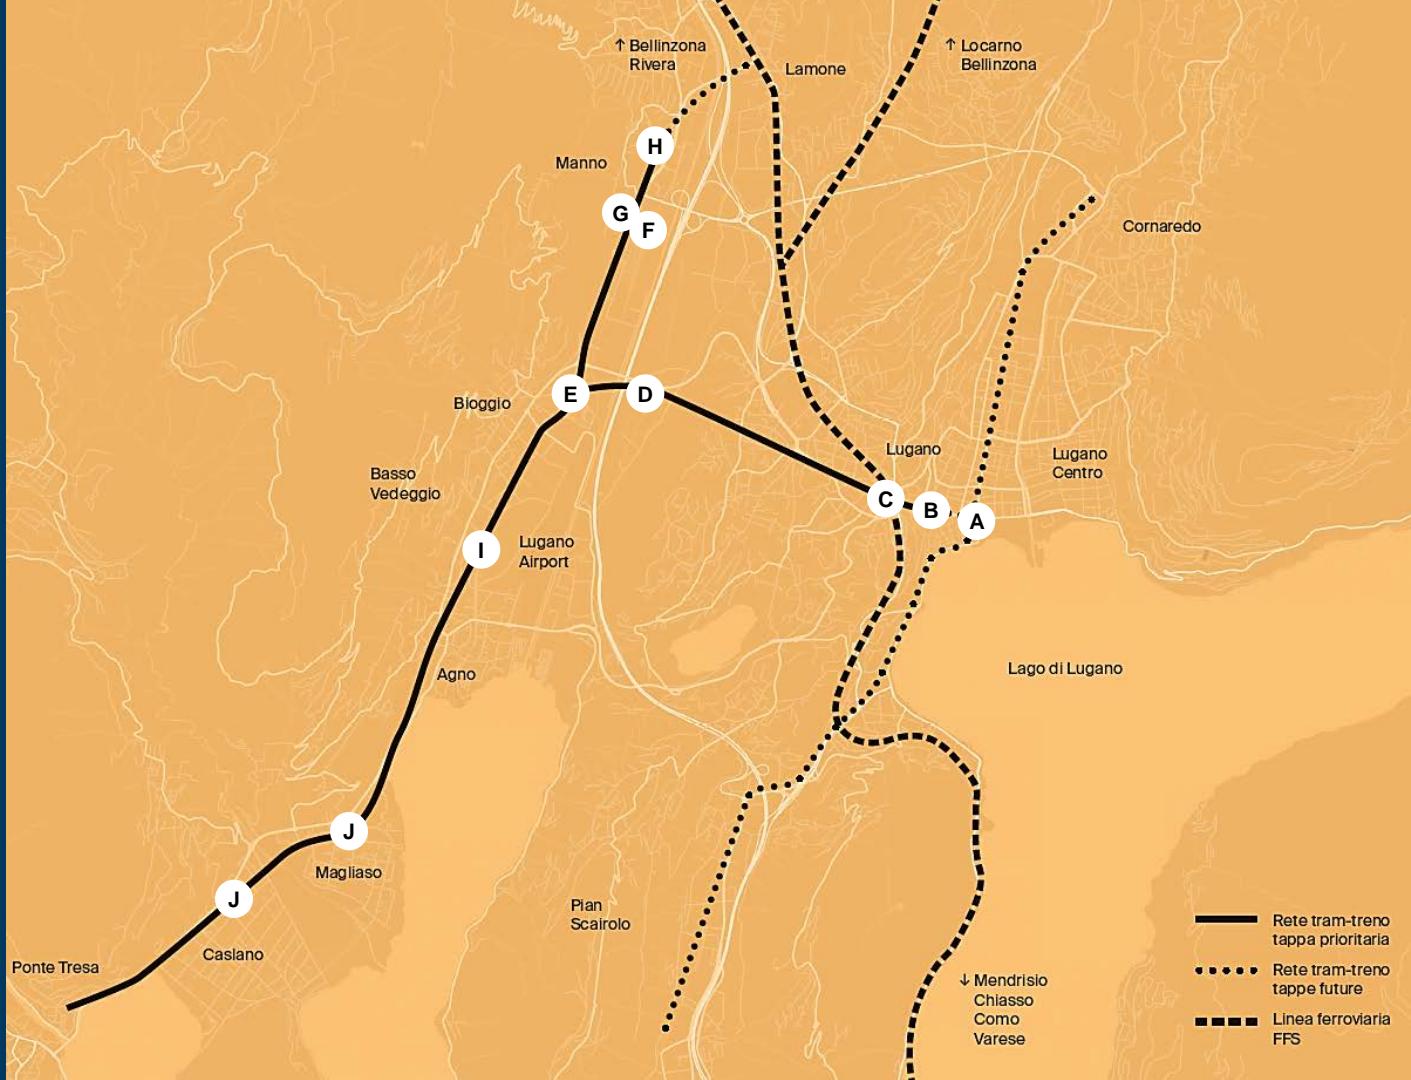 ↑ Bellinzona
Rivera
↑ Locarno
Bellinzona
Lamone
H
Manno
G
F
Cornaredo
E
D
Bioggio
Lugano
Lugano
Centro
Basso
Vedeggio
C
B
A
I
Lugano
Airport
Agno
Lago di Lugano
J
Magliaso
J
Pian
Scairolo
Caslano
Ponte Tresa
↓ Mendrisio
Chiasso
Como
Varese
Rete tram-treno
tappa prioritaria
Rete tram-treno
tappe future
Linea ferroviaria
FFS